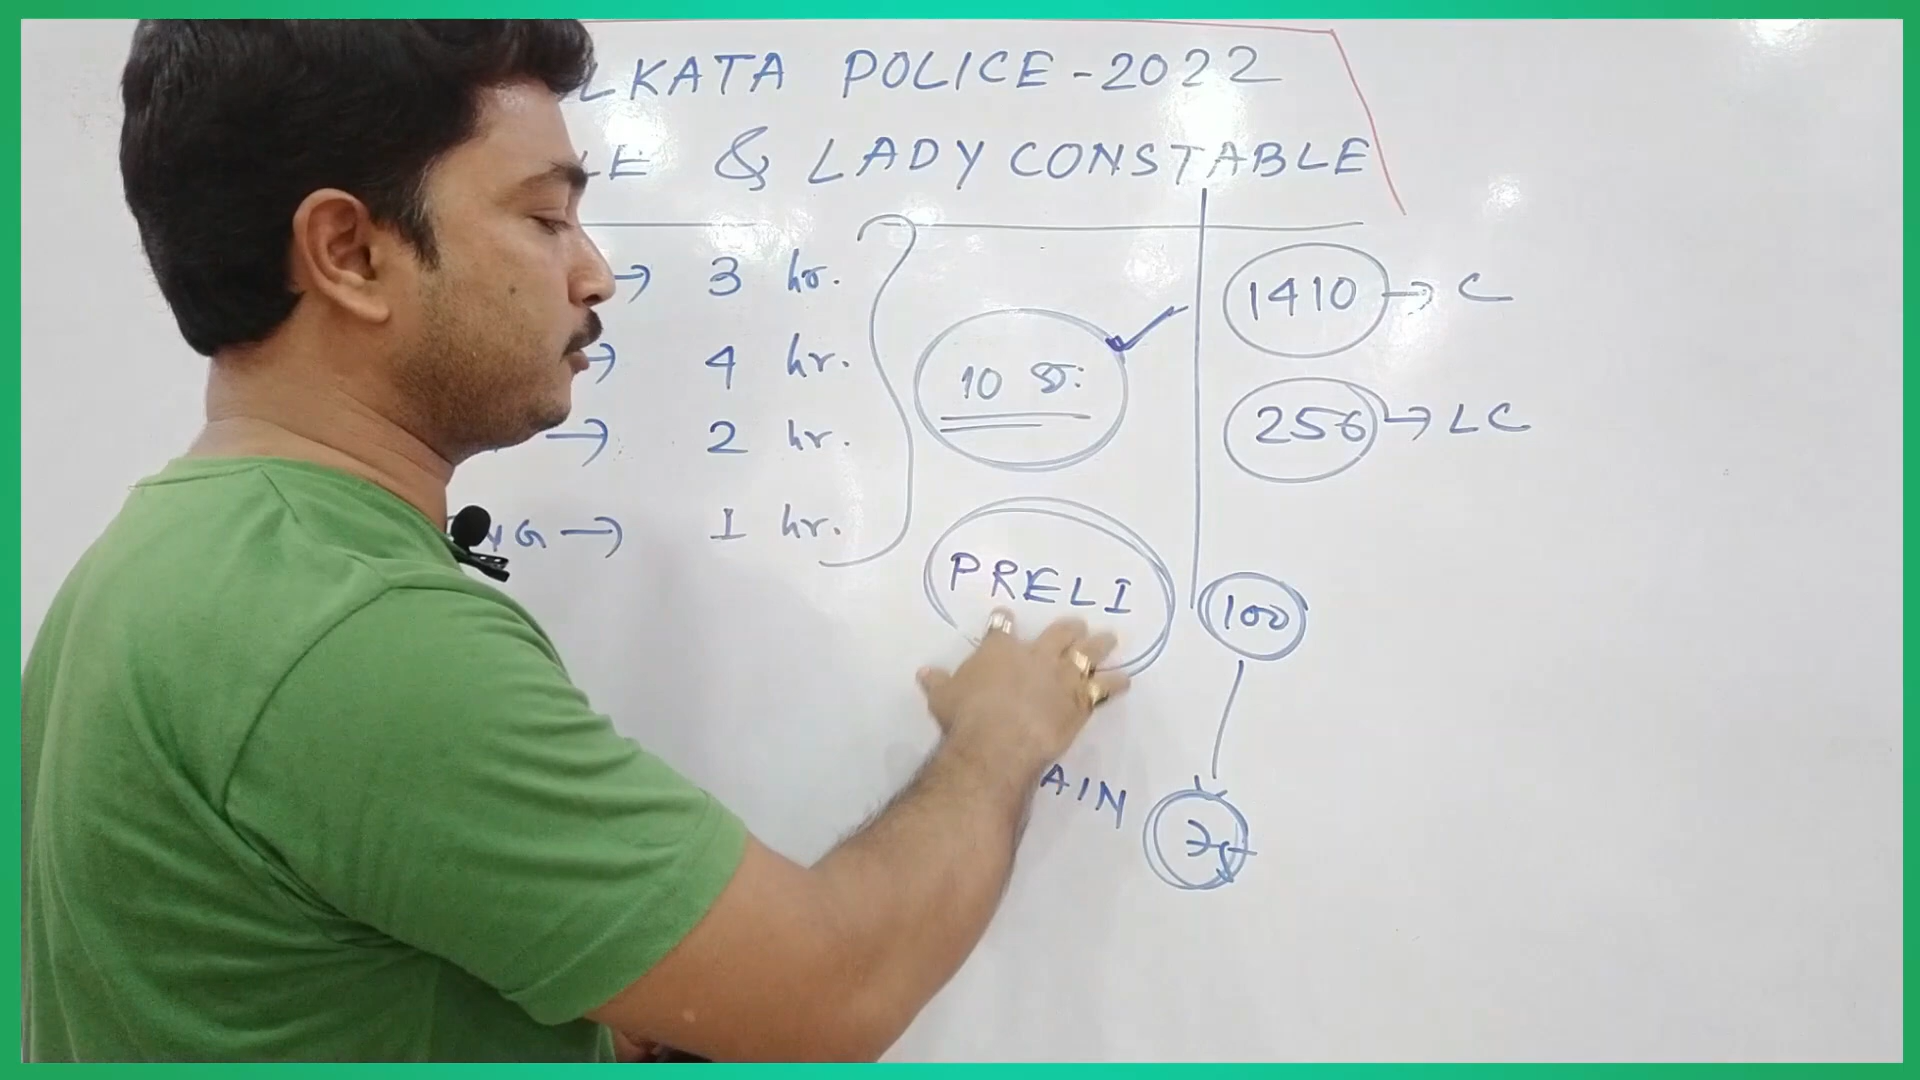 LKATA POLICE-2022
LE & LADY CONSTABLE
→ 3 hr.
→ 4 hr.
→ 2 hr.
G → 1 hr.
10
PRELI
AIN
1410 → C
256 → LC
100